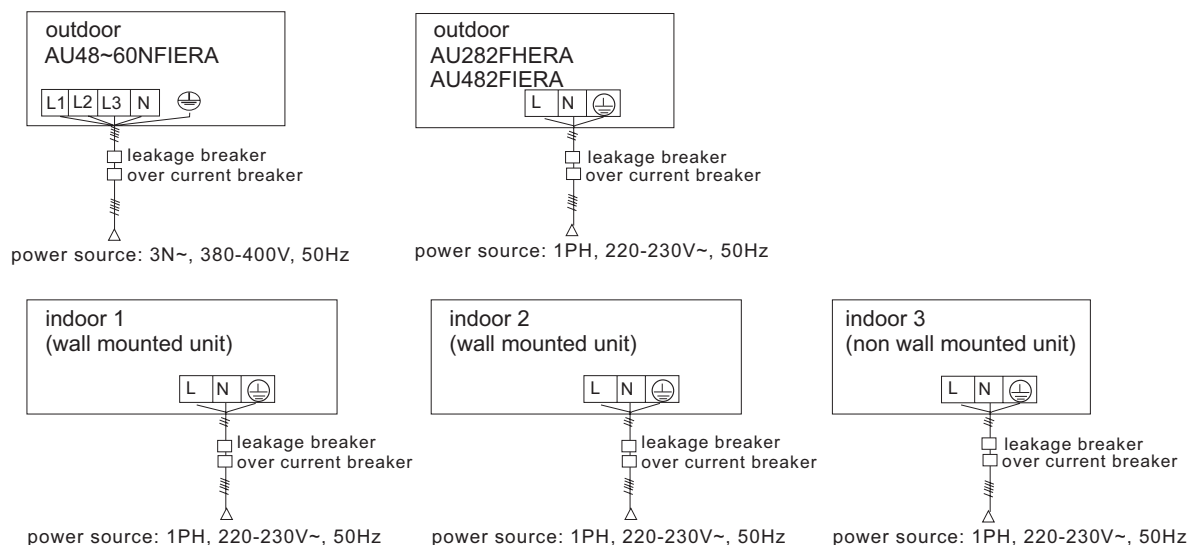 outdoor
AU48~60NFIERA
L1 L2 L3 N
leakage breaker
over current breaker
power source: 3N~, 380-400V, 50Hz
outdoor
AU282FHERA
AU482FIERA
L N
leakage breaker
over current breaker
power source: 1PH, 220-230V~, 50Hz
indoor 1
(wall mounted unit)
L N
leakage breaker
over current breaker
power source: 1PH, 220-230V~, 50Hz
indoor 2
(wall mounted unit)
L N
leakage breaker
over current breaker
power source: 1PH, 220-230V~, 50Hz
indoor 3
(non wall mounted unit)
L N
leakage breaker
over current breaker
power source: 1PH, 220-230V~, 50Hz